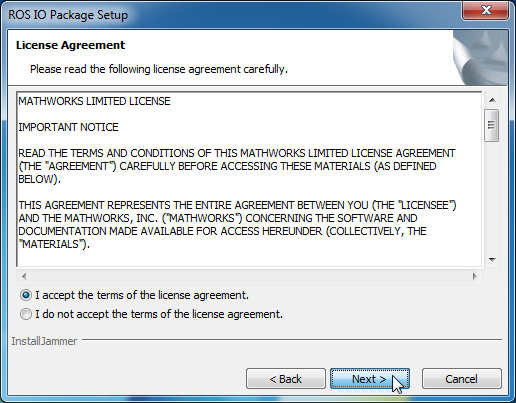 ROS IO Package Setup
License Agreement
Please read the following license agreement carefully.
MATHWORKS LIMITED LICENSE
IMPORTANT NOTICE
READ THE TERMS AND CONDITIONS OF THIS MATHWORKS LIMITED LICENSE AGREEMENT
(THE "AGREEMENT") CAREFULLY BEFORE ACCESSING THESE MATERIALS (AS DEFINED
BELOW).
THIS AGREEMENT REPRESENTS THE ENTIRE AGREEMENT BETWEEN YOU (THE "LICENSEE")
AND THE MATHWORKS, INC. ("MATHWORKS") CONCERNING THE SOFTWARE AND
DOCUMENTATION MADE AVAILABLE FOR ACCESS HEREUNDER (COLLECTIVELY, THE
"MATERIALS").
I accept the terms of the license agreement.
I do not accept the terms of the license agreement.
InstallJammer
< Back Next > Cancel